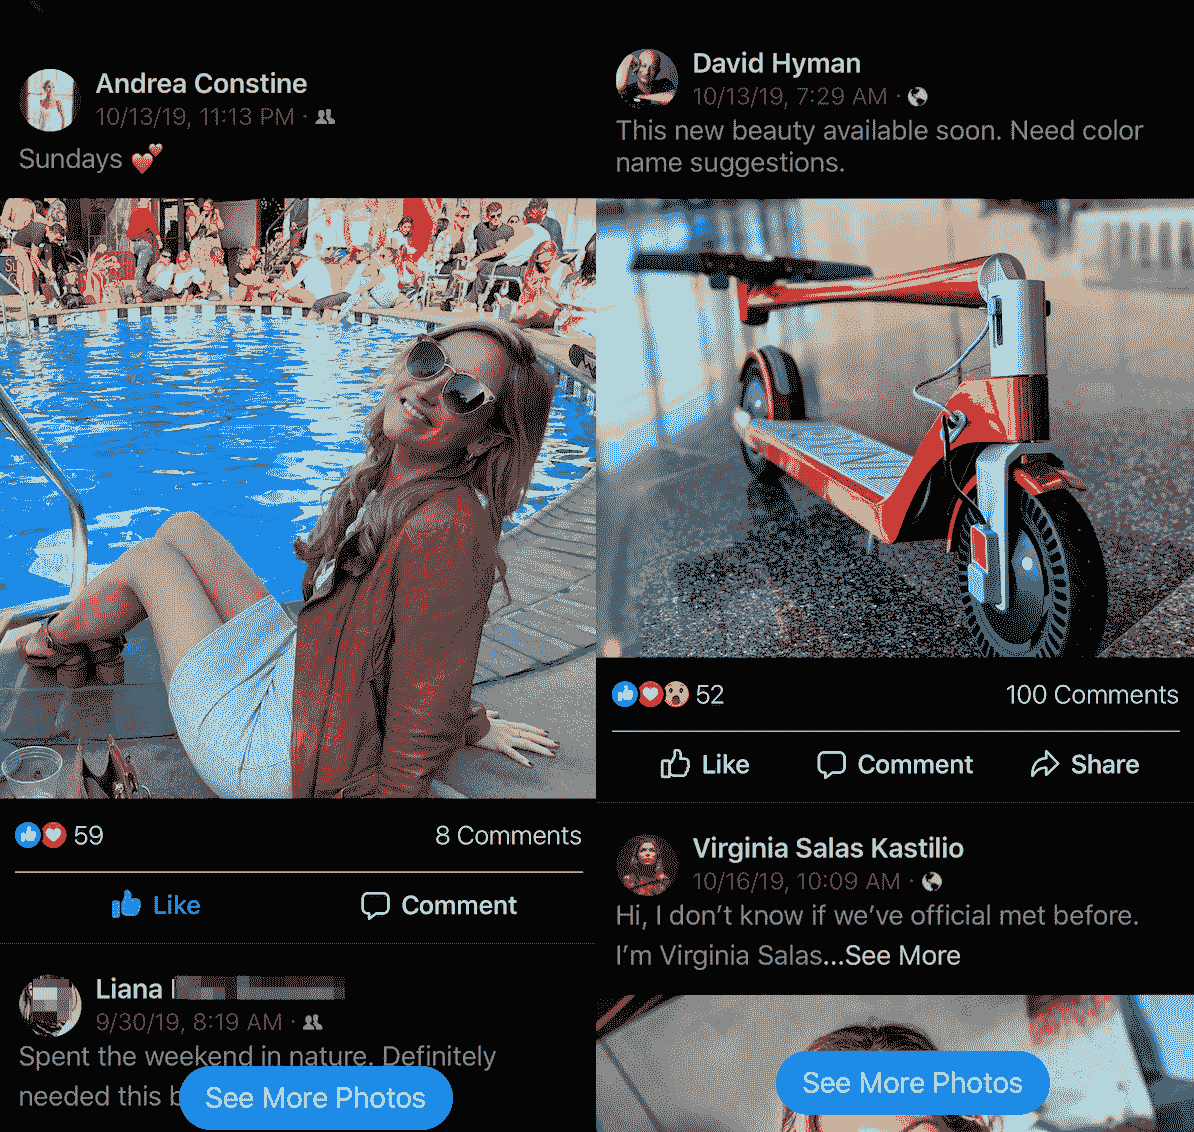 Andrea Constine
10/13/19, 11:13 PM ·
Sundays 💕
59
8 Comments
Like
Comment
Liana
9/30/19, 8:19 AM ·
Spent the weekend in nature. Definitely
needed this
See More Photos
David Hyman
10/13/19, 7:29 AM ·
This new beauty available soon. Need color
name suggestions.
52
100 Comments
Like
Comment
Share
Virginia Salas Kastilio
10/16/19, 10:09 AM ·
Hi, I don’t know if we’ve official met before.
I’m Virginia Salas...See More
See More Photos